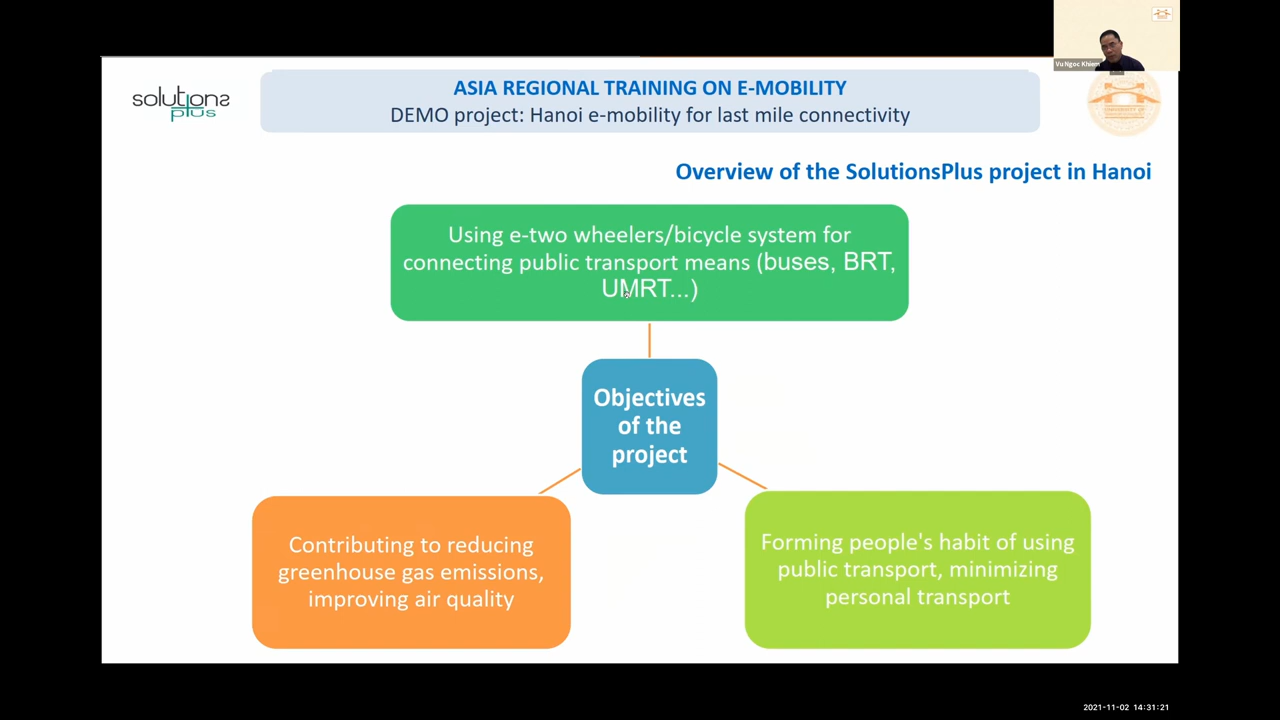 Vu Ngoc Khiem
solutions
plus
ASIA REGIONAL TRAINING ON E-MOBILITY
DEMO project: Hanoi e-mobility for last mile connectivity
Overview of the SolutionsPlus project in Hanoi
Using e-two wheelers/bicycle system for
connecting public transport means (buses, BRT,
UMRT...)
Objectives
of the
project
Contributing to reducing
greenhouse gas emissions,
improving air quality
Forming people's habit of using
public transport, minimizing
personal transport
2021-11-02 14:31:21